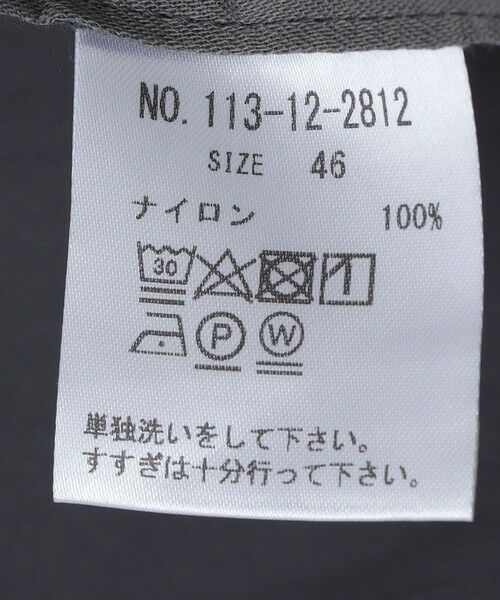 NO. 113-12-2812
SIZE 46
ナイロン 100%
30
P W
単独洗いをして下さい。
すすぎは十分行って下さい。